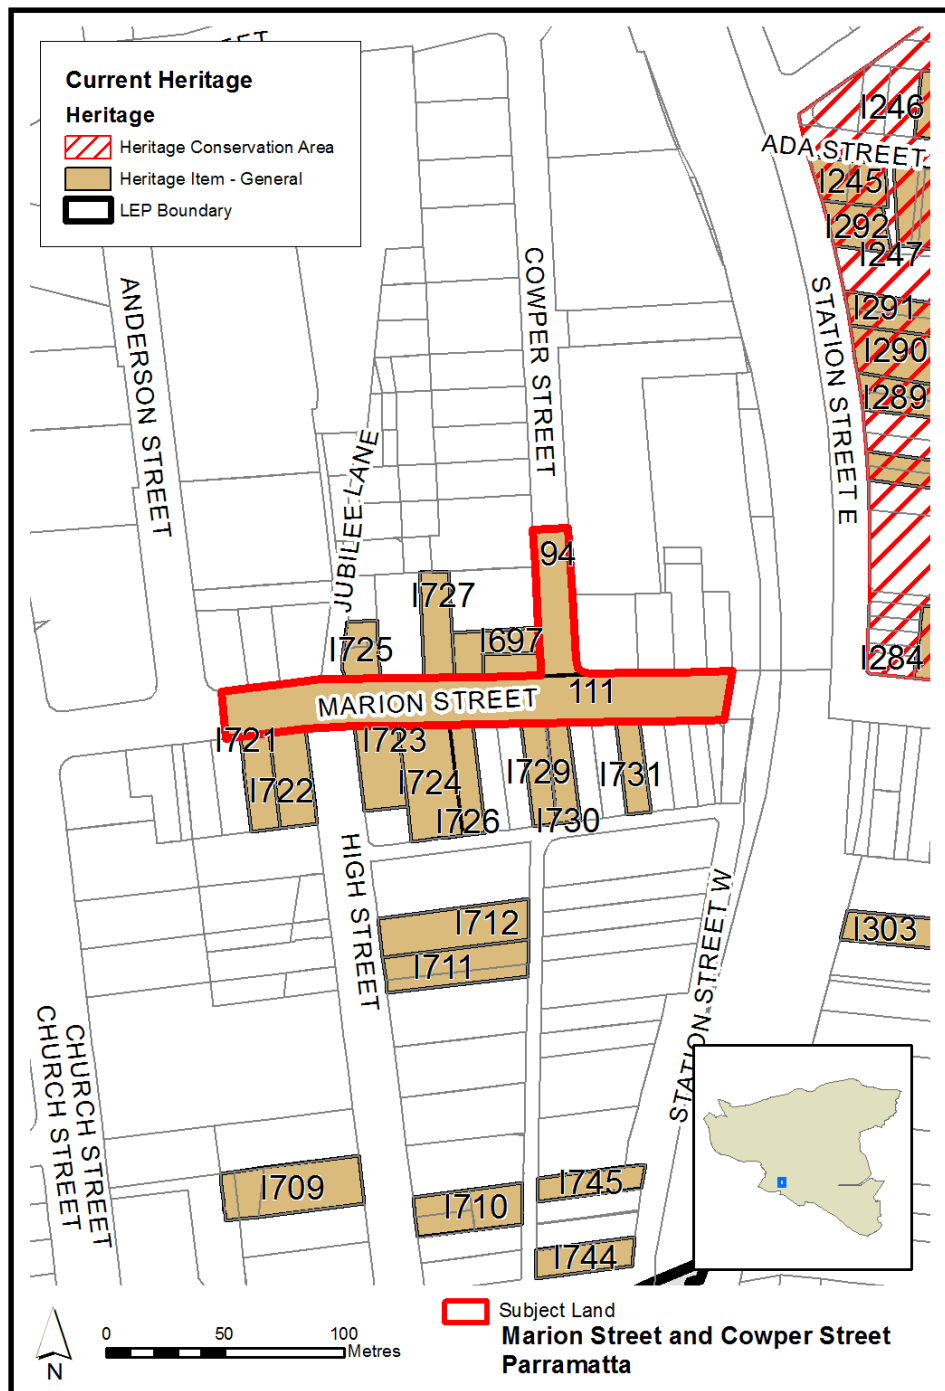 Current Heritage
Heritage
Heritage Conservation Area
Heritage Item - General
LEP Boundary
I246
ADA STREET
I245
I292
I247
COWPER STREET
ANDERSON STREET
STATION STREET E
I291
I290
I289
JUBILEE LANE
94
I727
I697
I725
I284
111
MARION STREET
I721
I723
I722
I724
I729
I731
I726
I730
HIGH STREET
STATION STREET W
I712
I303
I711
CHURCH STREET
CHURCH STREET
I709
I745
I710
I744
Subject Land
Marion Street and Cowper Street
Parramatta
0 50 100
Metres
N